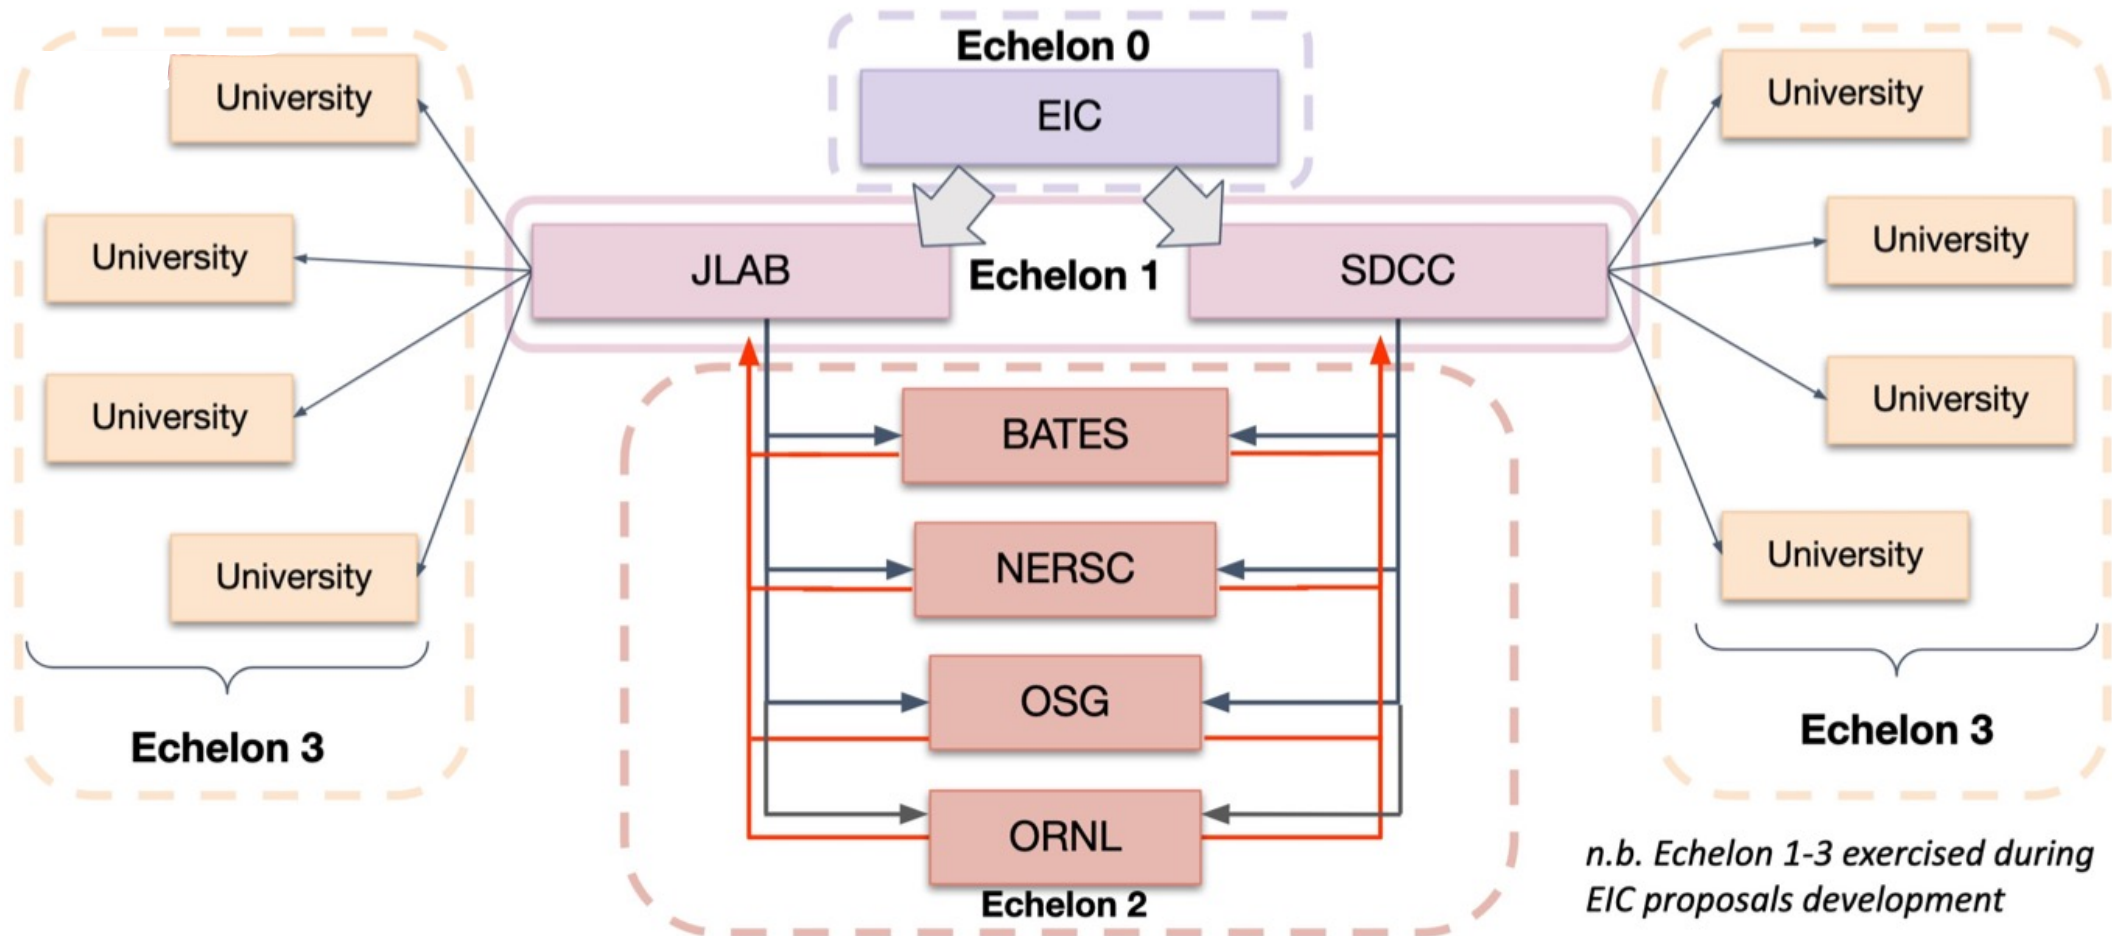 Echelon 0
EIC
University
University
University
University
Echelon 3
JLAB
Echelon 1
SDCC
BATES
NERSC
OSG
ORNL
Echelon 2
University
University
University
University
Echelon 3
n.b. Echelon 1-3 exercised during
EIC proposals development